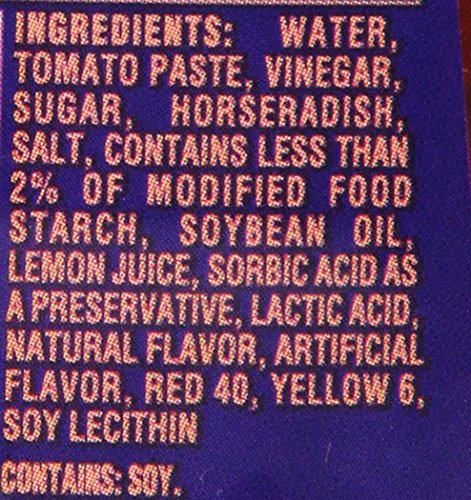 INGREDIENTS: WATER,
TOMATO PASTE, VINEGAR,
SUGAR, HORSERADISH,
SALT, CONTAINS LESS THAN
2% OF MODIFIED FOOD
STARCH, SOYBEAN OIL,
LEMON JUICE, SORBIC ACID AS
A PRESERVATIVE, LACTIC ACID,
NATURAL FLAVOR, ARTIFICIAL
FLAVOR, RED 40, YELLOW 6,
SOY LECITHIN
CONTAINS: SOY.